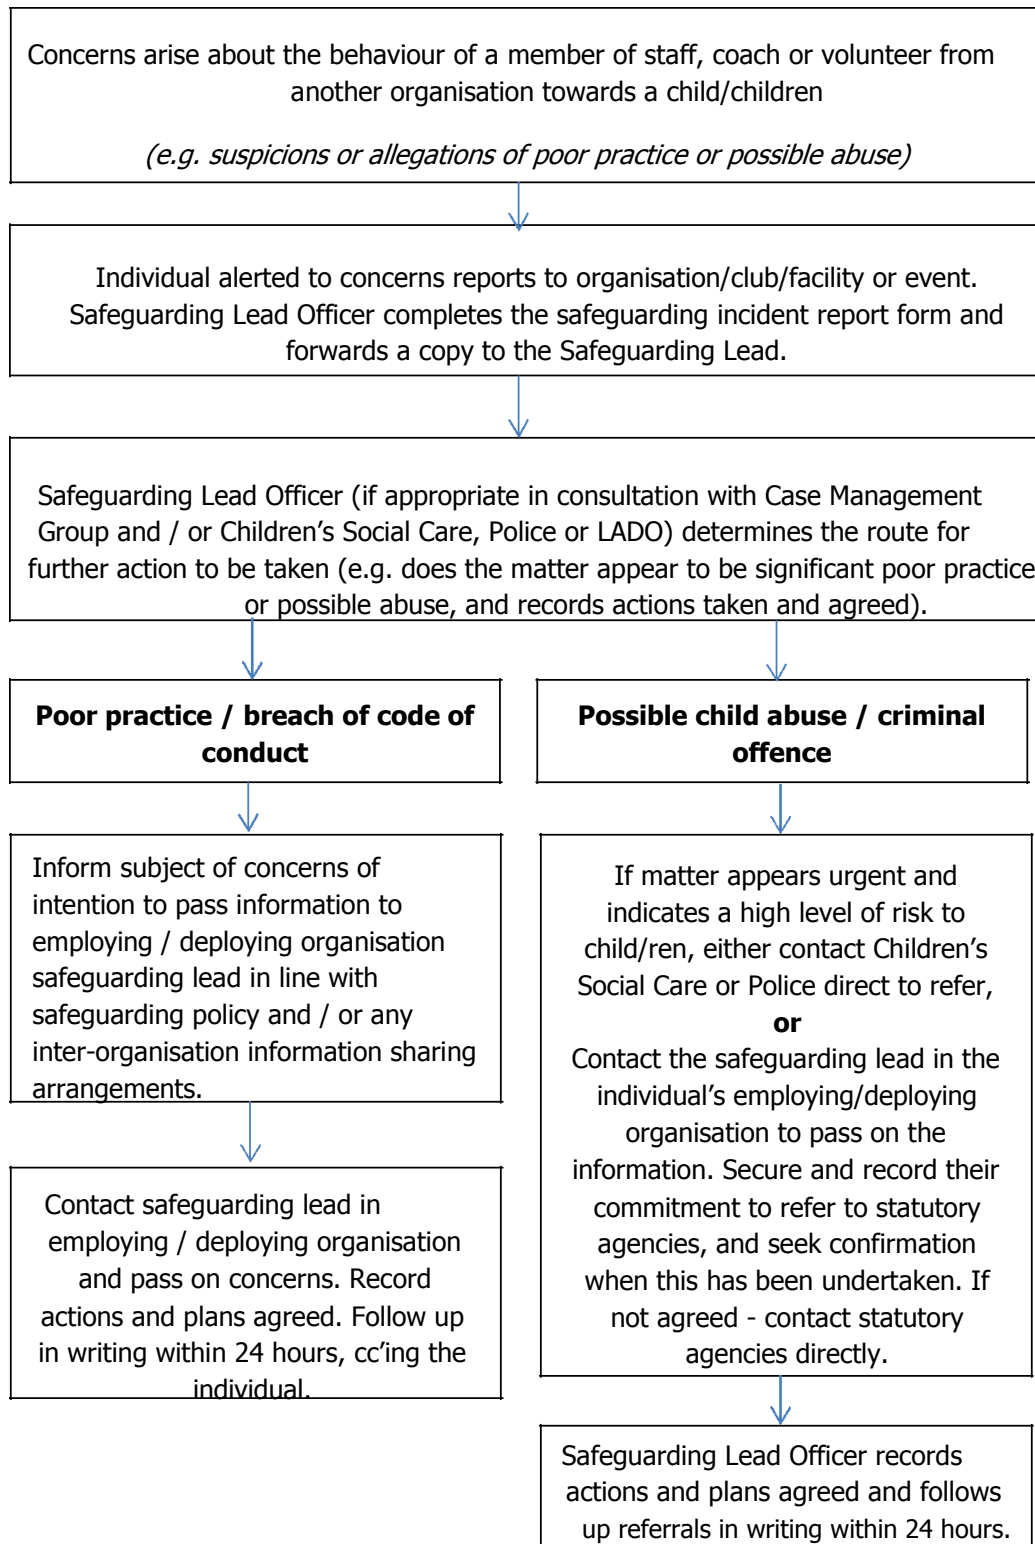 Concerns arise about the behaviour of a member of staff, coach or volunteer from
another organisation towards a child/children
(e.g. suspicions or allegations of poor practice or possible abuse)
Individual alerted to concerns reports to organisation/club/facility or event.
Safeguarding Lead Officer completes the safeguarding incident report form and
forwards a copy to the Safeguarding Lead.
Safeguarding Lead Officer (if appropriate in consultation with Case Management
Group and / or Children’s Social Care, Police or LADO) determines the route for
further action to be taken (e.g. does the matter appear to be significant poor practice
or possible abuse, and records actions taken and agreed).
Poor practice / breach of code of
conduct
Inform subject of concerns of
intention to pass information to
employing / deploying organisation
safeguarding lead in line with
safeguarding policy and / or any
inter-organisation information sharing
arrangements.
Contact safeguarding lead in
employing / deploying organisation
and pass on concerns. Record
actions and plans agreed. Follow up
in writing within 24 hours, cc’ing the
individual.
Possible child abuse / criminal
offence
If matter appears urgent and
indicates a high level of risk to
child/ren, either contact Children’s
Social Care or Police direct to refer,
or
Contact the safeguarding lead in the
individual’s employing/deploying
organisation to pass on the
information. Secure and record their
commitment to refer to statutory
agencies, and seek confirmation
when this has been undertaken. If
not agreed - contact statutory
agencies directly.
Safeguarding Lead Officer records
actions and plans agreed and follows
up referrals in writing within 24 hours.